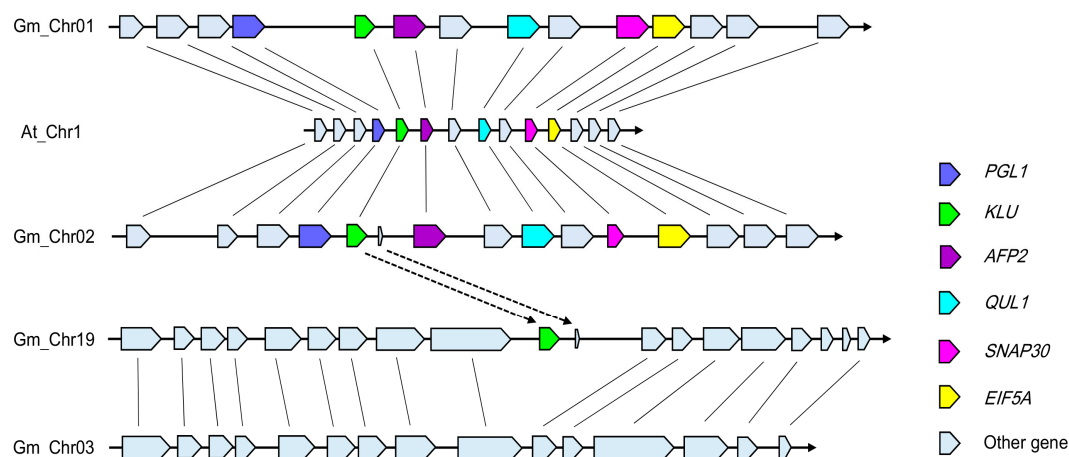 Gm_Chr01
At_Chr1
Gm_Chr02
Gm_Chr19
Gm_Chr03
PGL1
KLU
AFP2
QUL1
SNAP30
EIF5A
Other gene